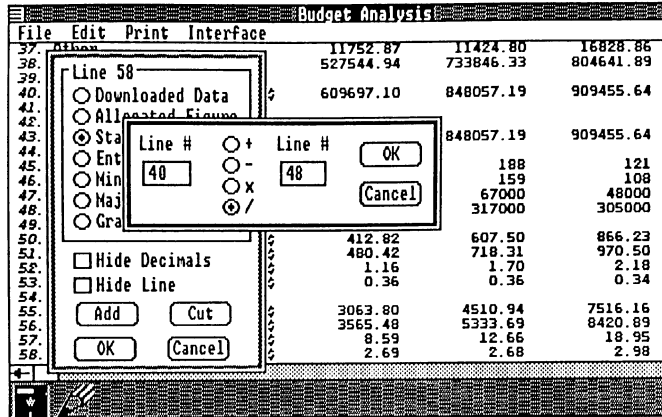 Budget Analysis
File Edit Print Interface
37. Other 11752.87 11424.80 16828.86
38. 527544.94 733846.33 804641.89
39.
40. $ 609697.10 848057.19 909455.64
41.
42.
43. 848057.19 909455.64
44.
45. 188 121
46. 159 108
47. 67000 48000
48. 317000 305000
49.
50. $ 412.82 607.50 866.23
51. $ 480.42 718.31 970.50
52. $ 1.16 1.70 2.18
53. $ 0.36 0.36 0.34
54.
55. $ 3063.80 4510.94 7516.16
56. $ 3565.48 5333.69 8420.89
57. $ 8.59 12.66 18.95
58. $ 2.69 2.68 2.98
Line 58
Downloaded Data
Allocated Figure
Sta
Ent
Min
Maj
Gra
Hide Decimals
Hide Line
Add Cut
OK Cancel
Line # + Line # OK
40 - 48
x Cancel
/